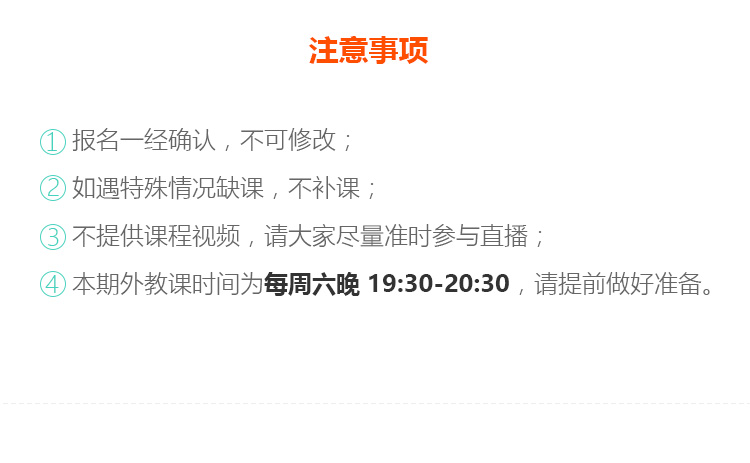 注意事项
① 报名一经确认，不可修改；
② 如遇特殊情况缺课，不补课；
③ 不提供课程视频，请大家尽量准时参与直播；
④ 本期外教课时间为每周六晚 19:30-20:30，请提前做好准备。